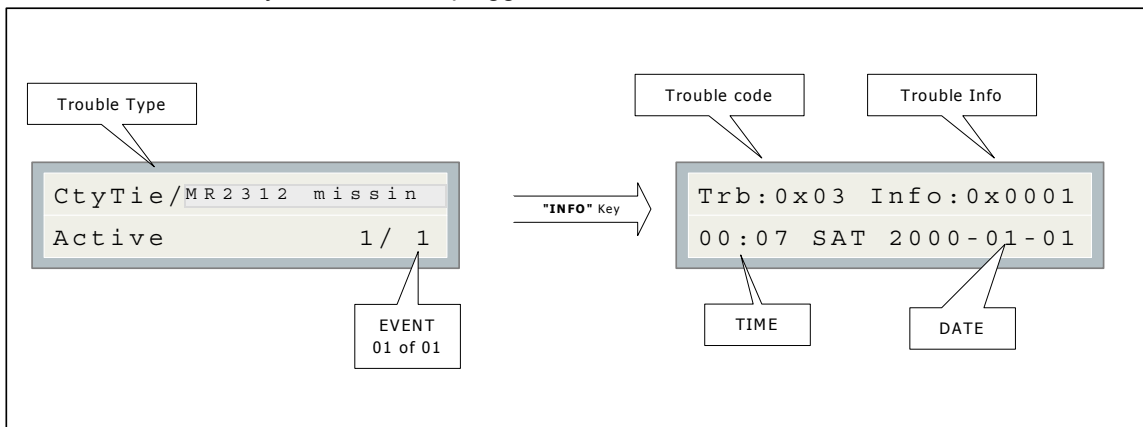 Trouble Type
CtyTie/MR2312 missin
Active 1/ 1
EVENT
01 of 01
"INFO" Key
Trouble code
Trouble Info
Trb:0x03 Info:0x0001
00:07 SAT 2000-01-01
TIME
DATE